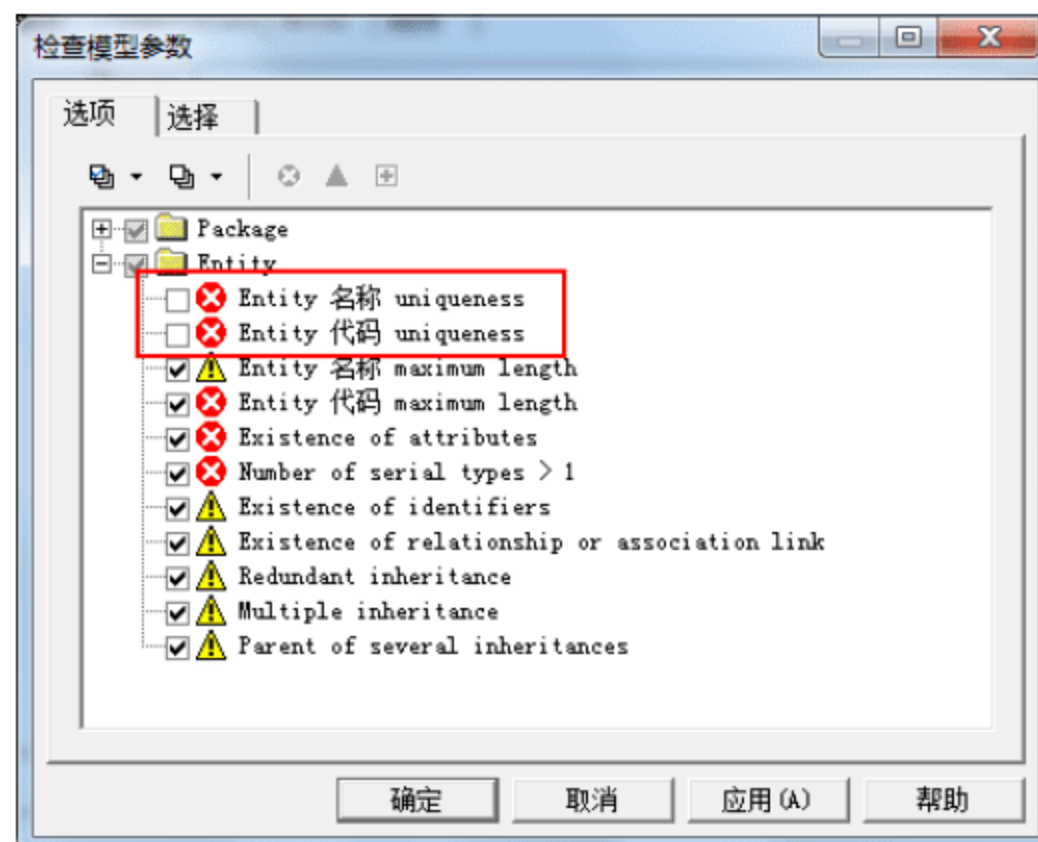 检查模型参数
选项 选择
Package
Entity
Entity 名称 uniqueness
Entity 代码 uniqueness
Entity 名称 maximum length
Entity 代码 maximum length
Existence of attributes
Number of serial types > 1
Existence of identifiers
Existence of relationship or association link
Redundant inheritance
Multiple inheritance
Parent of several inheritances
确定 取消 应用(A) 帮助